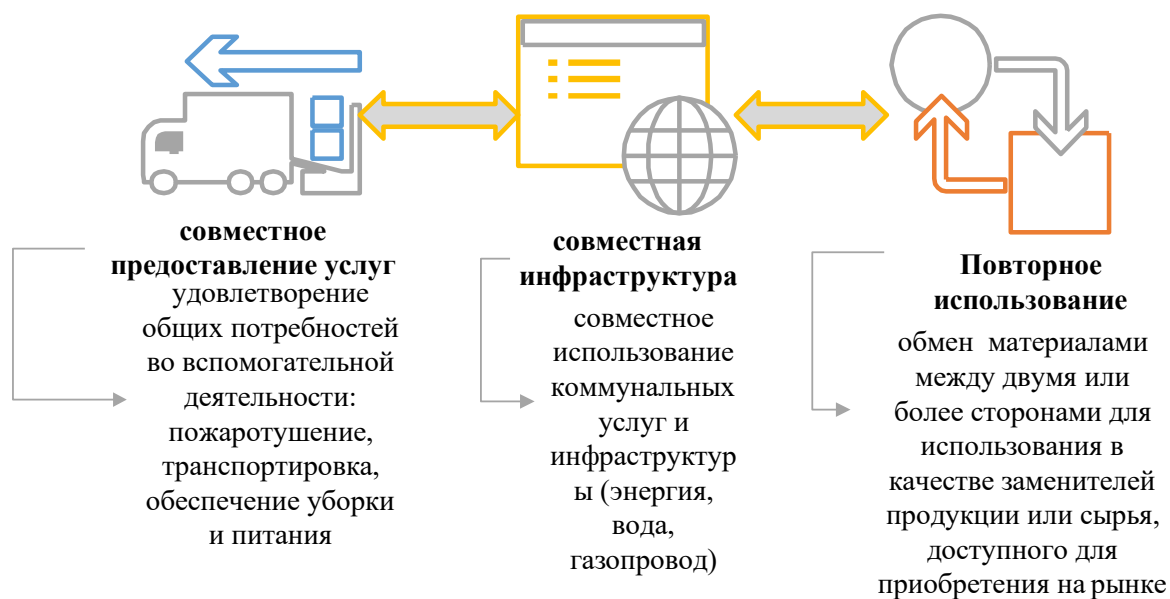 совместное
предоставление услуг
удовлетворение
общих потребностей
во вспомогательной
деятельности:
пожаротушение,
транспортировка,
обеспечение уборки
и питания
совместная
инфраструктура
совместное
использование
коммунальных
услуг и
инфраструктур
ы (энергия,
вода,
газопровод)
Повторное
использование
обмен материалами
между двумя или
более сторонами для
использования в
качестве заменителей
продукции или сырья,
доступного для
приобретения на рынке